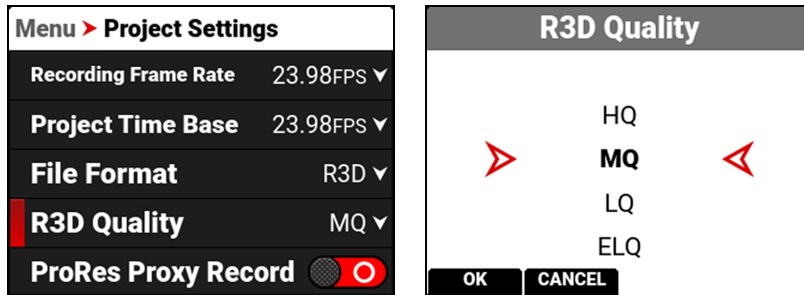 Menu > Project Settings
Recording Frame Rate 23.98FPS
Project Time Base 23.98FPS
File Format R3D
R3D Quality MQ
ProRes Proxy Record
R3D Quality
HQ
MQ
LQ
ELQ
OK CANCEL